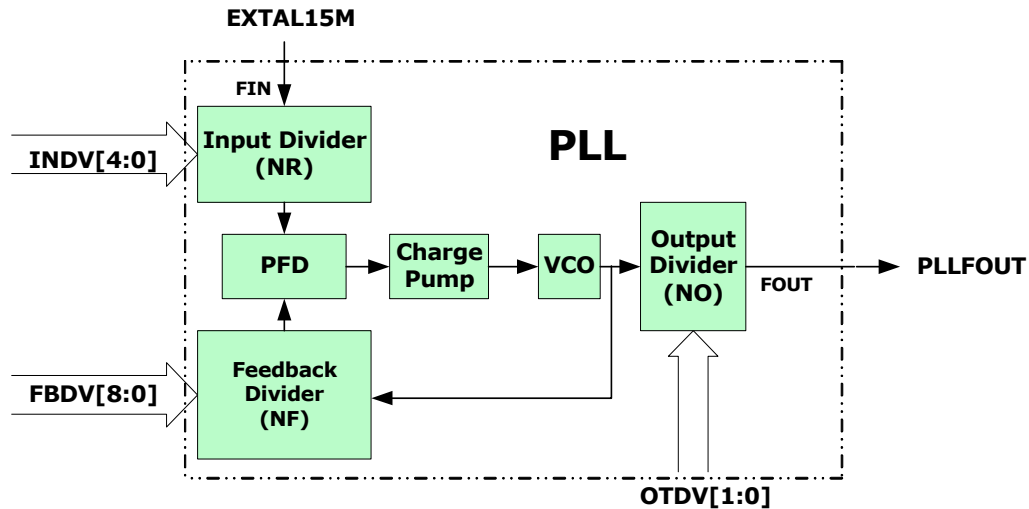 EXTAL15M
FIN
Input Divider
(NR)
PLL
INDV[4:0]
PFD
Charge
Pump
VCO
Output
Divider
(NO)
FOUT
PLLFOUT
Feedback
Divider
(NF)
FBDV[8:0]
OTDV[1:0]